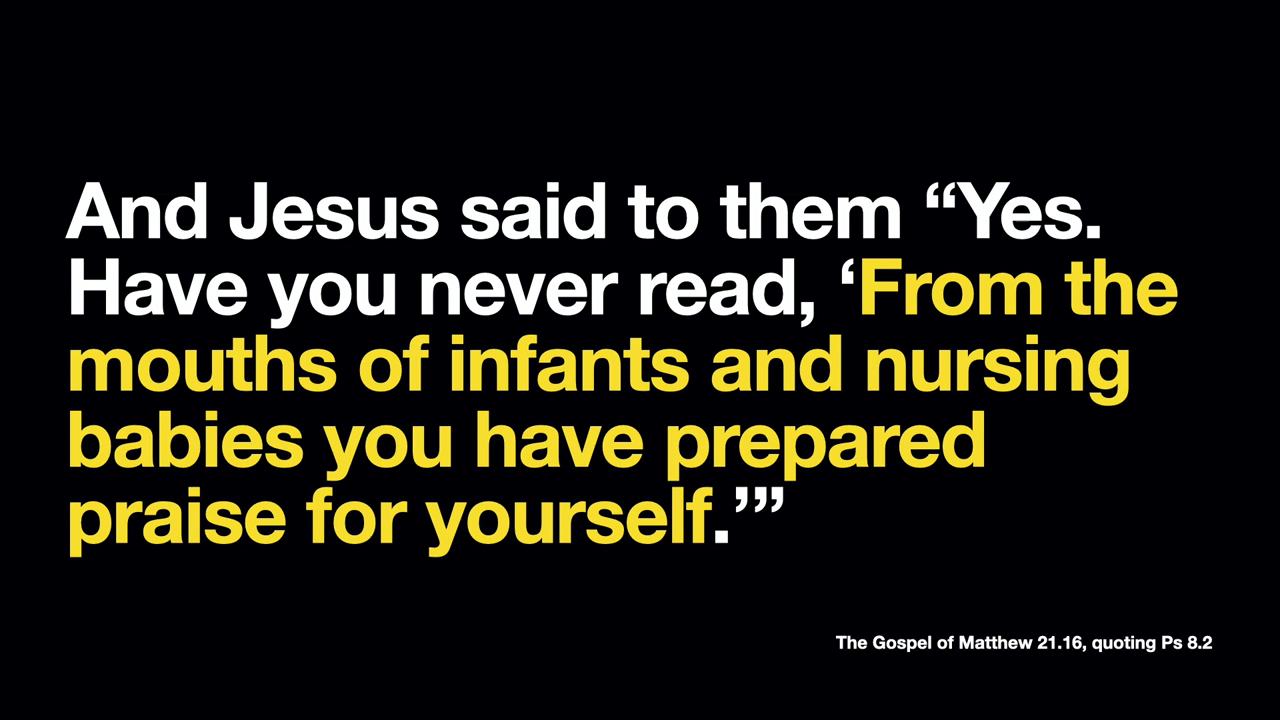 And Jesus said to them “Yes.
Have you never read, ‘From the
mouths of infants and nursing
babies you have prepared
praise for yourself.’”
The Gospel of Matthew 21.16, quoting Ps 8.2